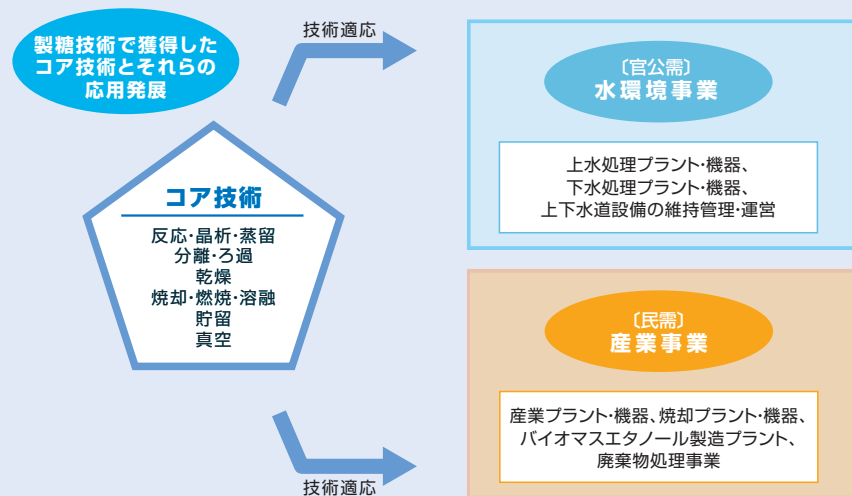 製糖技術で獲得した
コア技術とそれらの
応用発展
技術適応
コア技術
反応・晶析・蒸留
分離・ろ過
乾燥
焼却・燃焼・溶融
貯留
真空
〔官公需〕
水環境事業
上水処理プラント・機器、
下水処理プラント・機器、
上下水道設備の維持管理・運営
〔民需〕
産業事業
産業プラント・機器、焼却プラント・機器、
バイオマスエタノール製造プラント、
廃棄物処理事業
技術適応